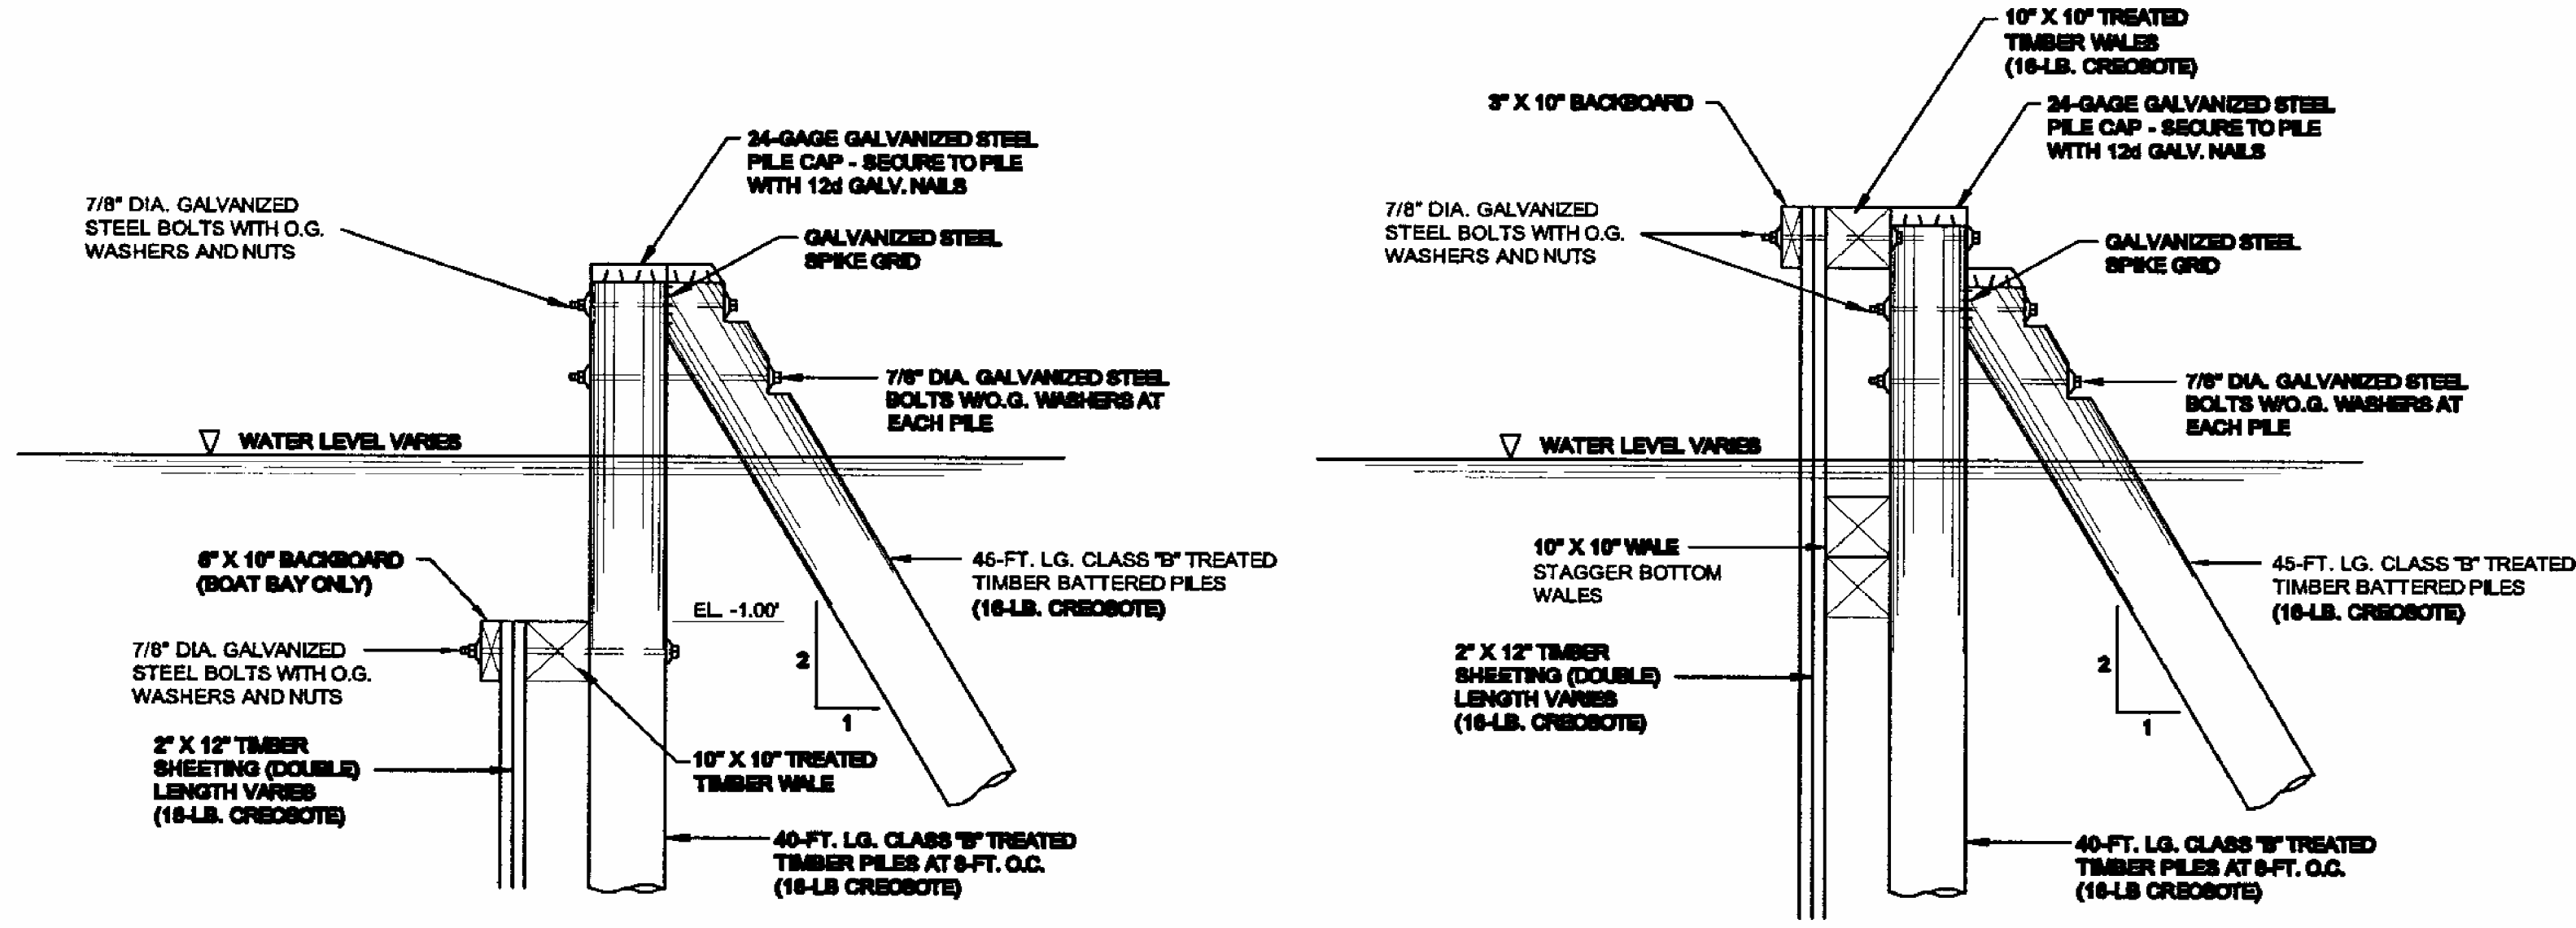 24-GAGE GALVANIZED STEEL
PILE CAP - SECURE TO PILE
WITH 12d GALV. NAILS
7/8" DIA. GALVANIZED
STEEL BOLTS WITH O.G.
WASHERS AND NUTS
GALVANIZED STEEL
SPIKE GRID
7/8" DIA. GALVANIZED STEEL
BOLTS W/O.G. WASHERS AT
EACH PILE
WATER LEVEL VARIES
X 10" BACKBOARD
(BOAT BAY ONLY)
45-FT. LG. CLASS "B" TREATED
TIMBER BATTERED PILES
(16-LB. CREOSOTE)
EL. -1.00'
7/8" DIA. GALVANIZED
STEEL BOLTS WITH O.G.
WASHERS AND NUTS
2
1
2" X 12" TIMBER
SHEETING (DOUBLE)
LENGTH VARIES
(16-LB. CREOSOTE)
10" X 10" TREATED
TIMBER WALE
40-FT. LG. CLASS "B" TREATED
TIMBER PILES AT 8-FT. O.C.
(16-LB CREOSOTE)
10" X 10" TREATED
TIMBER WALES
(16-LB. CREOSOTE)
3" X 10" BACKBOARD
24-GAGE GALVANIZED STEEL
PILE CAP - SECURE TO PILE
WITH 12d GALV. NAILS
7/8" DIA. GALVANIZED
STEEL BOLTS WITH O.G.
WASHERS AND NUTS
GALVANIZED STEEL
SPIKE GRID
7/8" DIA. GALVANIZED STEEL
BOLTS W/O.G. WASHERS AT
EACH PILE
WATER LEVEL VARIES
10" X 10" WALE
STAGGER BOTTOM
WALES
45-FT. LG. CLASS "B" TREATED
TIMBER BATTERED PILES
(16-LB. CREOSOTE)
2" X 12" TIMBER
SHEETING (DOUBLE)
LENGTH VARIES
(16-LB. CREOSOTE)
2
1
40-FT. LG. CLASS "B" TREATED
TIMBER PILES AT 8-FT. O.C.
(16-LB CREOSOTE)